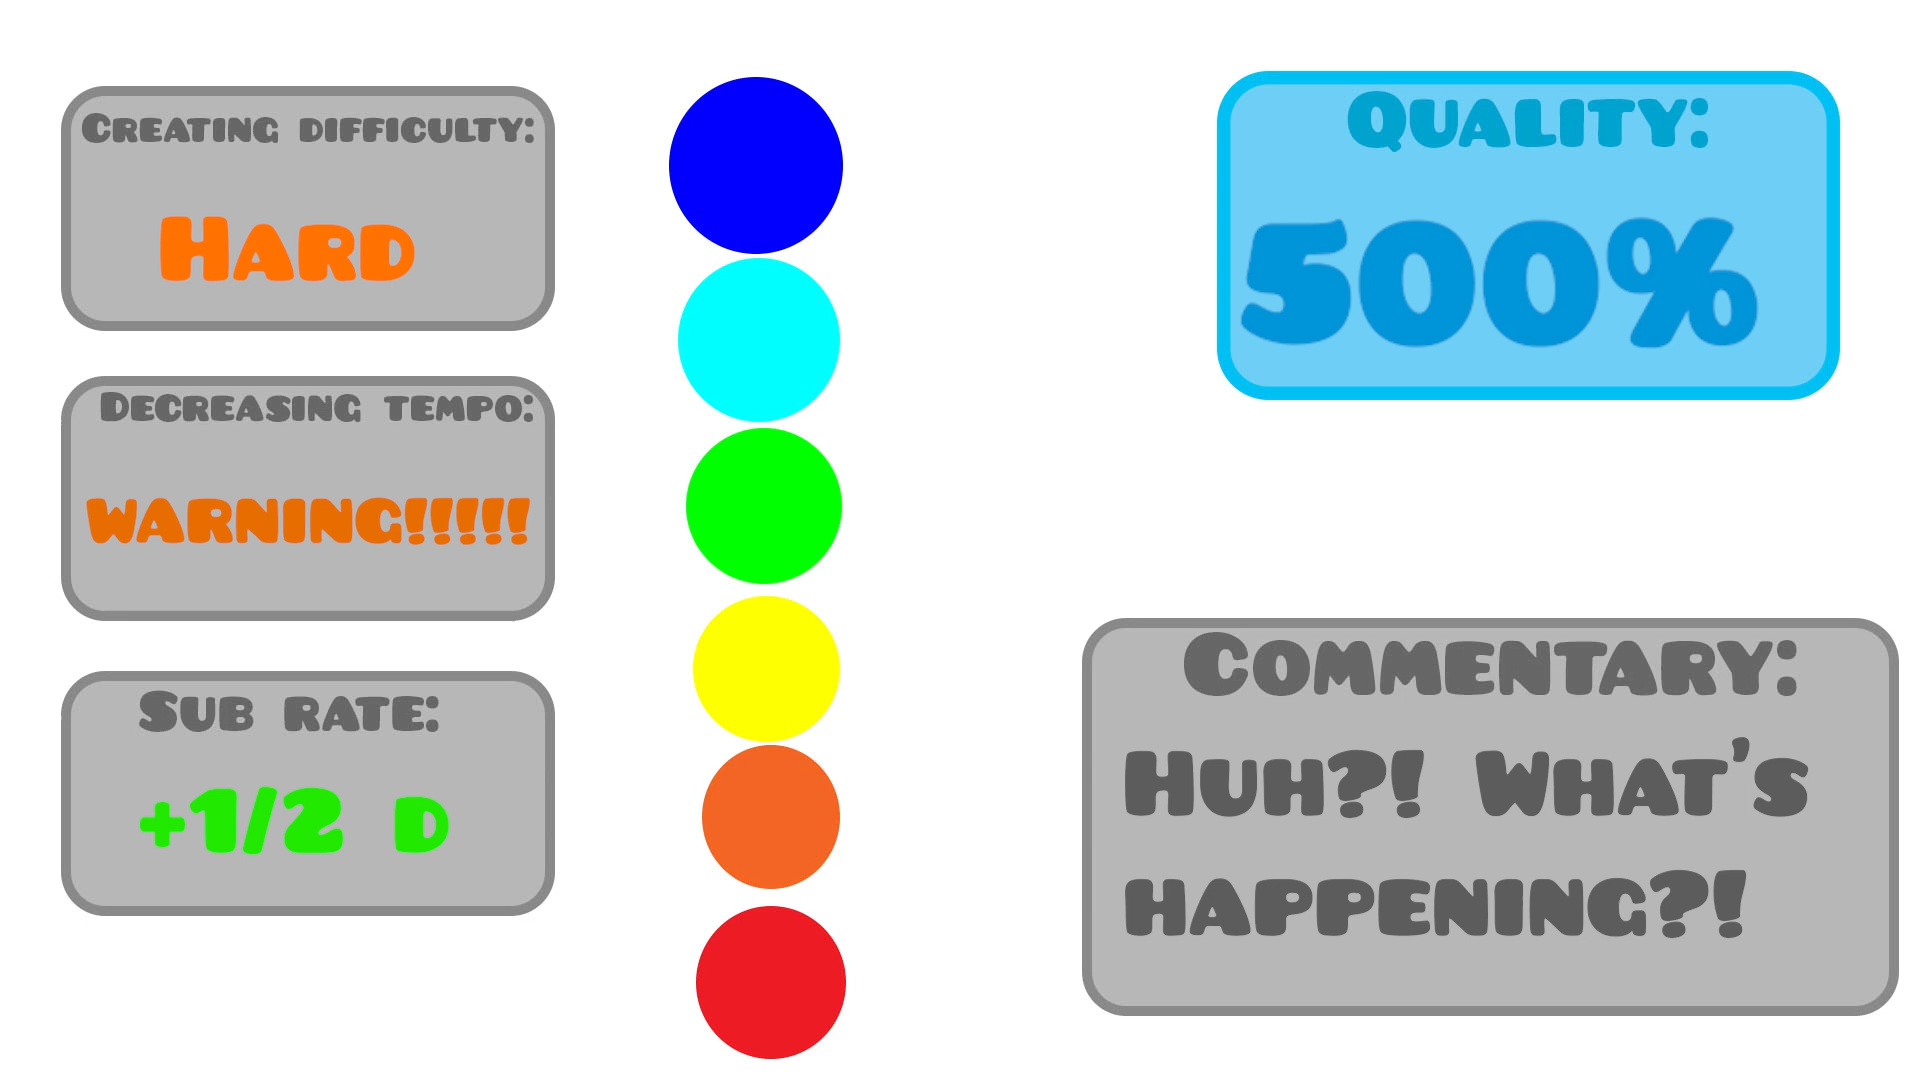 Creating difficulty:
Hard
Decreasing tempo:
WARNING!!!!!
Sub rate:
+1/2 d
Quality:
500%
Commentary:
Huh?! What's
happening?!